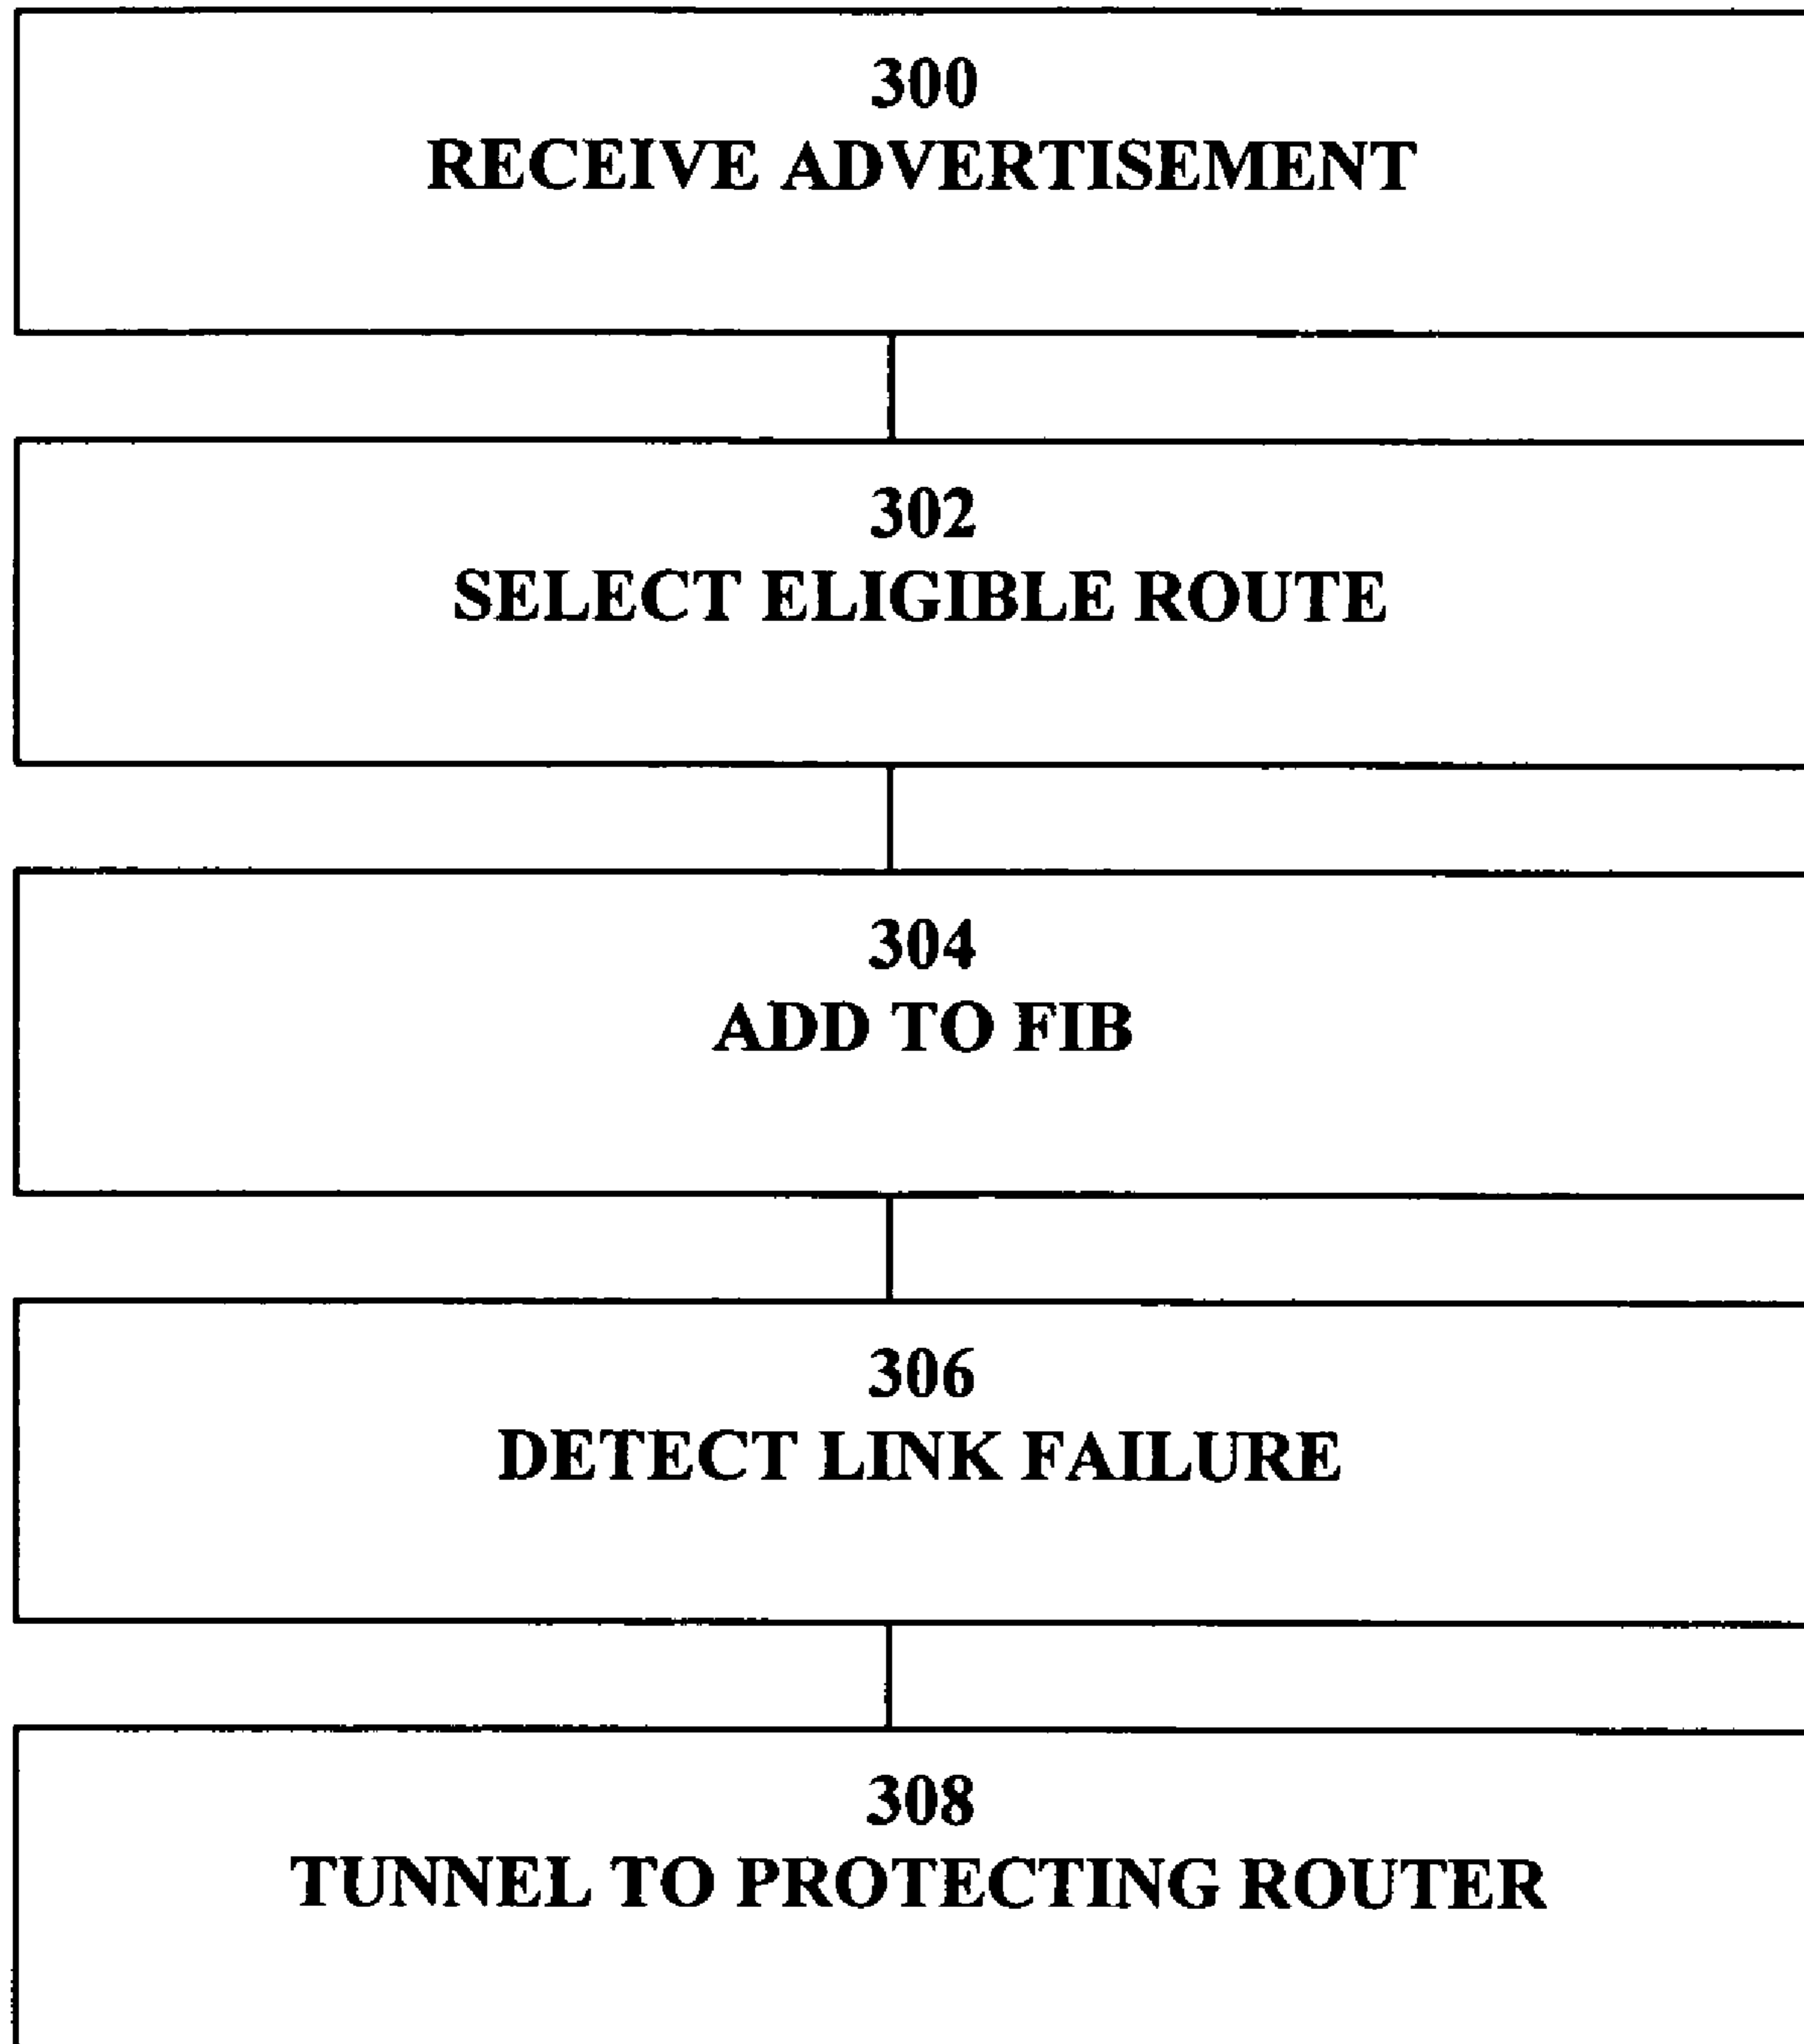 300
RECEIVE ADVERTISEMENT
302
SELECT ELIGIBLE ROUTE
304
ADD TO FIB
306
DETECT LINK FAILURE
308
TUNNEL TO PROTECTING ROUTER